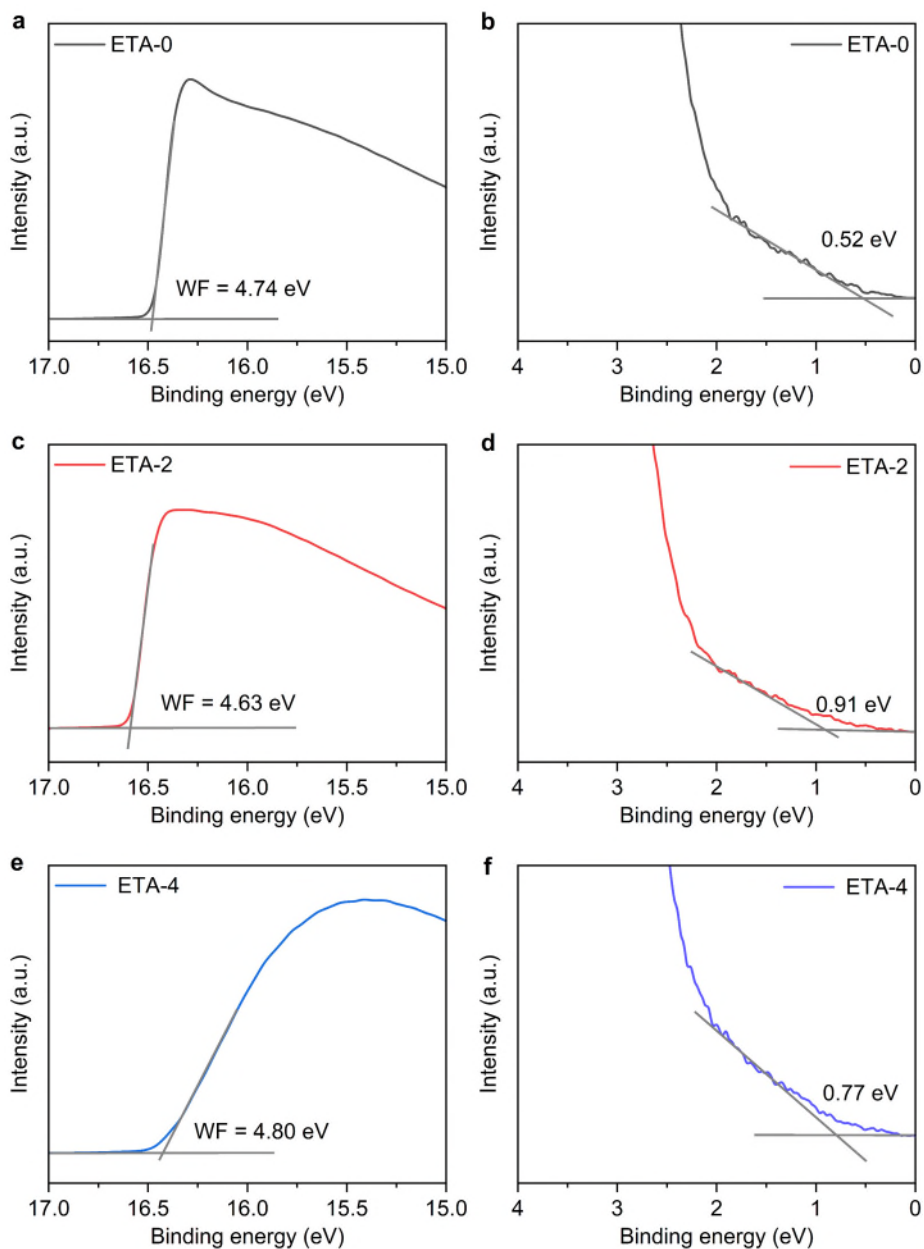 a
ETA-0
Intensity (a.u.)
WF = 4.74 eV
17.0 16.5 16.0 15.5 15.0
Binding energy (eV)
b
ETA-0
Intensity (a.u.)
0.52 eV
4 3 2 1 0
Binding energy (eV)
c
ETA-2
Intensity (a.u.)
WF = 4.63 eV
17.0 16.5 16.0 15.5 15.0
Binding energy (eV)
d
ETA-2
Intensity (a.u.)
0.91 eV
4 3 2 1 0
Binding energy (eV)
e
ETA-4
Intensity (a.u.)
WF = 4.80 eV
17.0 16.5 16.0 15.5 15.0
Binding energy (eV)
f
ETA-4
Intensity (a.u.)
0.77 eV
4 3 2 1 0
Binding energy (eV)